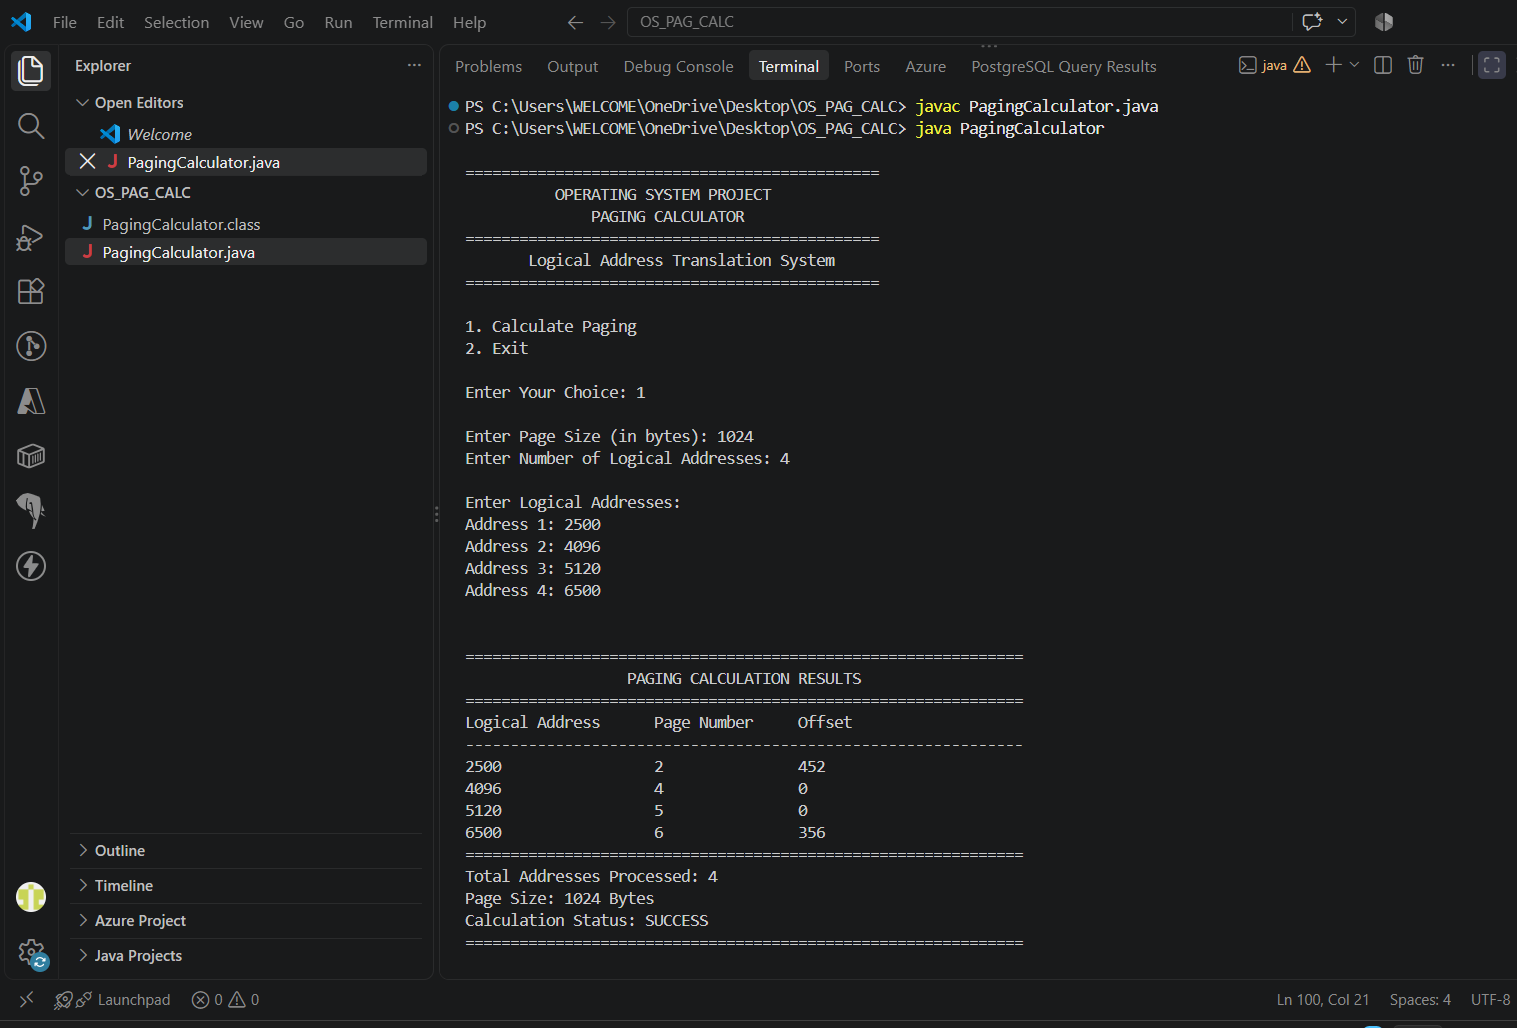 File Edit Selection View Go Run Terminal Help OS_PAG_CALC
Explorer
Open Editors
Welcome
PagingCalculator.java
OS_PAG_CALC
PagingCalculator.class
PagingCalculator.java
Outline
Timeline
Azure Project
Java Projects
Problems Output Debug Console Terminal Ports Azure PostgreSQL Query Results java
PS C:\Users\WELCOME\OneDrive\Desktop\OS_PAG_CALC> javac PagingCalculator.java
PS C:\Users\WELCOME\OneDrive\Desktop\OS_PAG_CALC> java PagingCalculator
==============================================
OPERATING SYSTEM PROJECT
PAGING CALCULATOR
==============================================
Logical Address Translation System
==============================================
1. Calculate Paging
2. Exit
Enter Your Choice: 1
Enter Page Size (in bytes): 1024
Enter Number of Logical Addresses: 4
Enter Logical Addresses:
Address 1: 2500
Address 2: 4096
Address 3: 5120
Address 4: 6500
==============================================================
PAGING CALCULATION RESULTS
==============================================================
Logical Address Page Number Offset
--------------------------------------------------------------
2500 2 452
4096 4 0
5120 5 0
6500 6 356
==============================================================
Total Addresses Processed: 4
Page Size: 1024 Bytes
Calculation Status: SUCCESS
==============================================================
Launchpad 0 0 Ln 100, Col 21 Spaces: 4 UTF-8